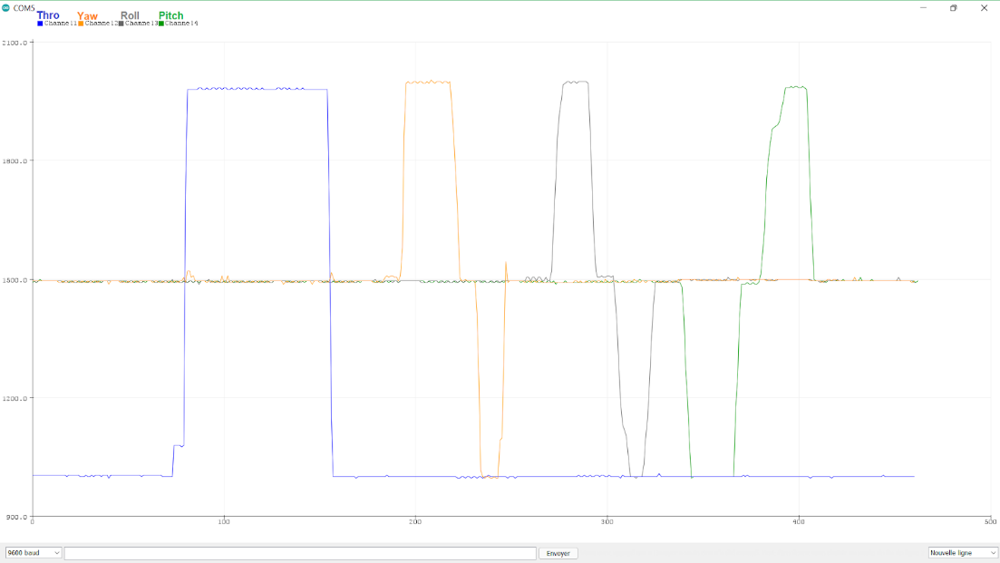 COM5
Thro Yaw Roll Pitch
Channel1 Channel2 Channel3 Channel4
2100.0
1800.0
1500.0
1200.0
900.0
0 100 200 300 400 500
9600 baud Envoyer Nouvelle ligne